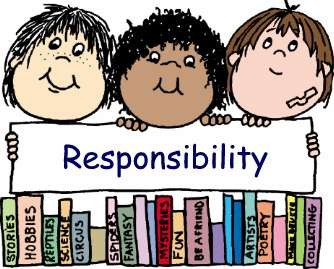 Responsibility
STORIES
HOBBIES
REPTILES
SCIENCE
CIRCUS
SPIDERS
FANTASY
MYSTERIES
FUN
BE A FRIEND
ARTISTS
POETRY
COLLECTING